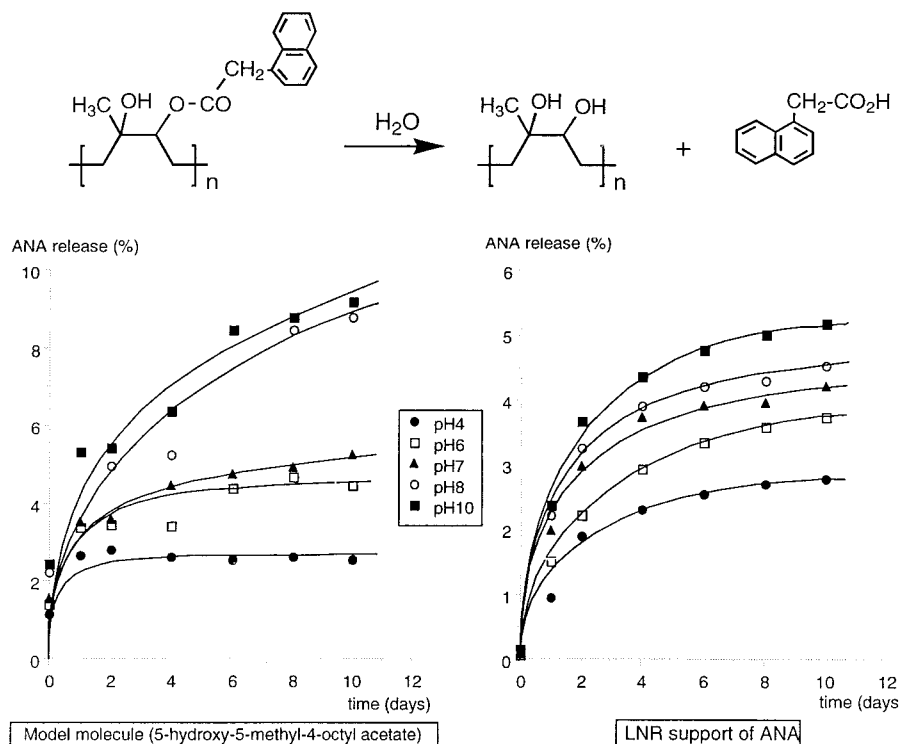 CH₂
H₃C OH O-CO
n
H₂O
H₃C OH OH
n
+
CH₂-CO₂H
ANA release (%)
10
8
6
4
2
0
0 2 4 6 8 10 12
time (days)
Model molecule (5-hydroxy-5-methyl-4-octyl acetate)
pH4
pH6
pH7
pH8
pH10
ANA release (%)
6
5
4
3
2
1
0
0 2 4 6 8 10 12
time (days)
LNR support of ANA